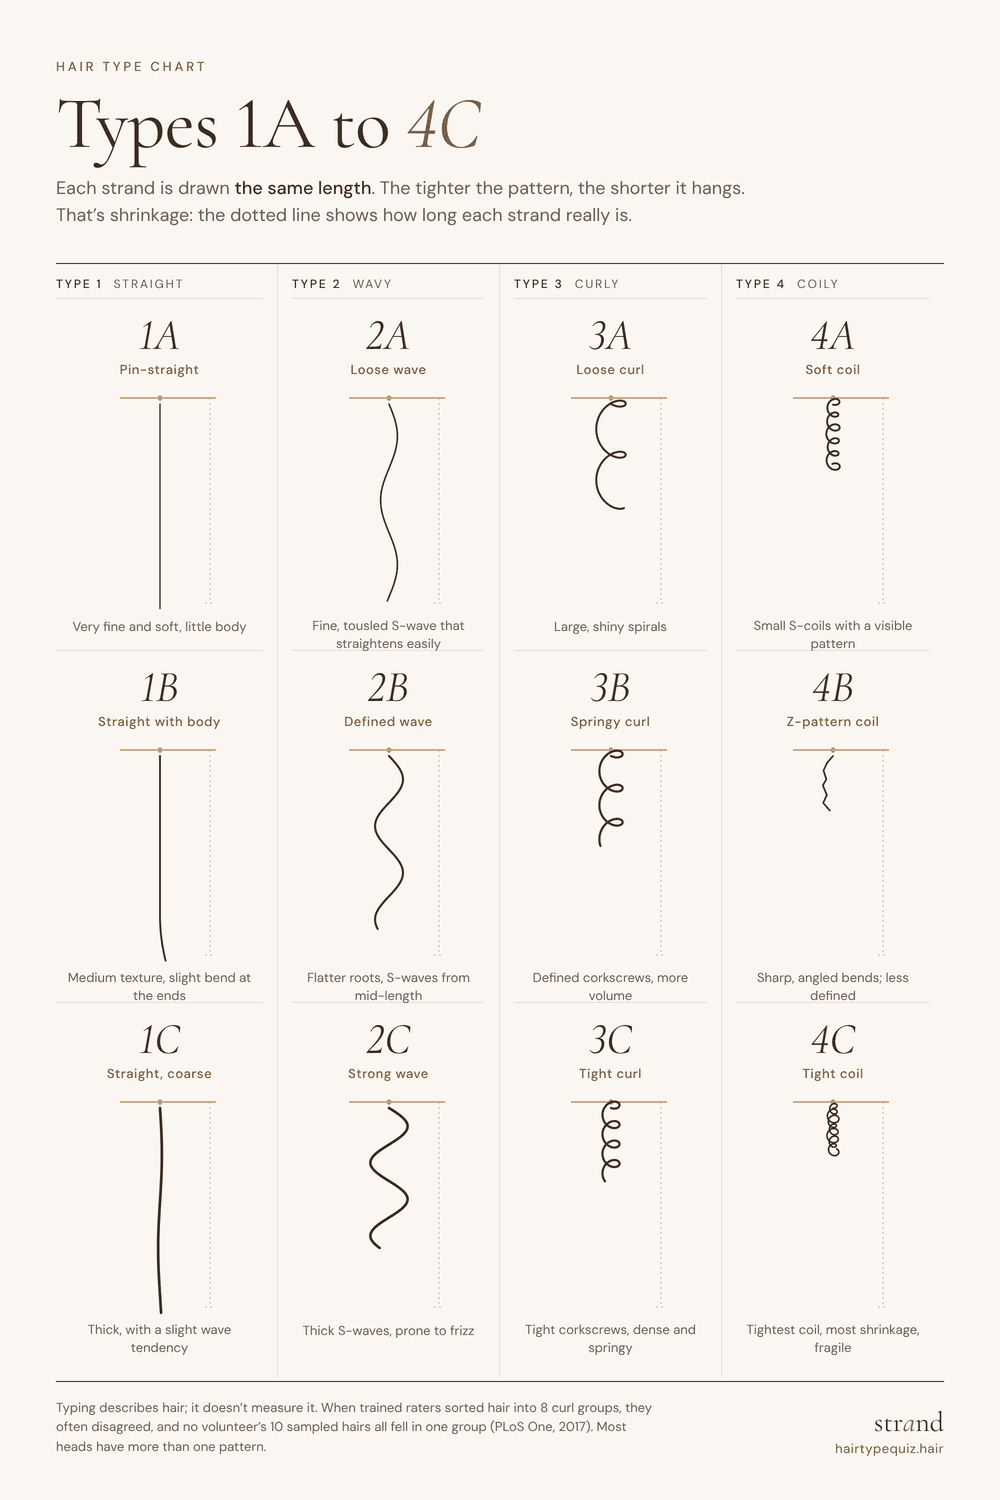 HAIR TYPE CHART
Types 1A to 4C
Each strand is drawn the same length. The tighter the pattern, the shorter it hangs.
That’s shrinkage: the dotted line shows how long each strand really is.
TYPE 1 STRAIGHT
TYPE 2 WAVY
TYPE 3 CURLY
TYPE 4 COILY
1A
Pin-straight
Very fine and soft, little body
2A
Loose wave
Fine, tousled S-wave that
straightens easily
3A
Loose curl
Large, shiny spirals
4A
Soft coil
Small S-coils with a visible
pattern
1B
Straight with body
Medium texture, slight bend at
the ends
2B
Defined wave
Flatter roots, S-waves from
mid-length
3B
Springy curl
Defined corkscrews, more
volume
4B
Z-pattern coil
Sharp, angled bends; less
defined
1C
Straight, coarse
Thick, with a slight wave
tendency
2C
Strong wave
Thick S-waves, prone to frizz
3C
Tight curl
Tight corkscrews, dense and
springy
4C
Tight coil
Tightest coil, most shrinkage,
fragile
Typing describes hair; it doesn’t measure it. When trained raters sorted hair into 8 curl groups, they
often disagreed, and no volunteer’s 10 sampled hairs all fell in one group (PLoS One, 2017). Most
heads have more than one pattern.
strand
hairtypequiz.hair